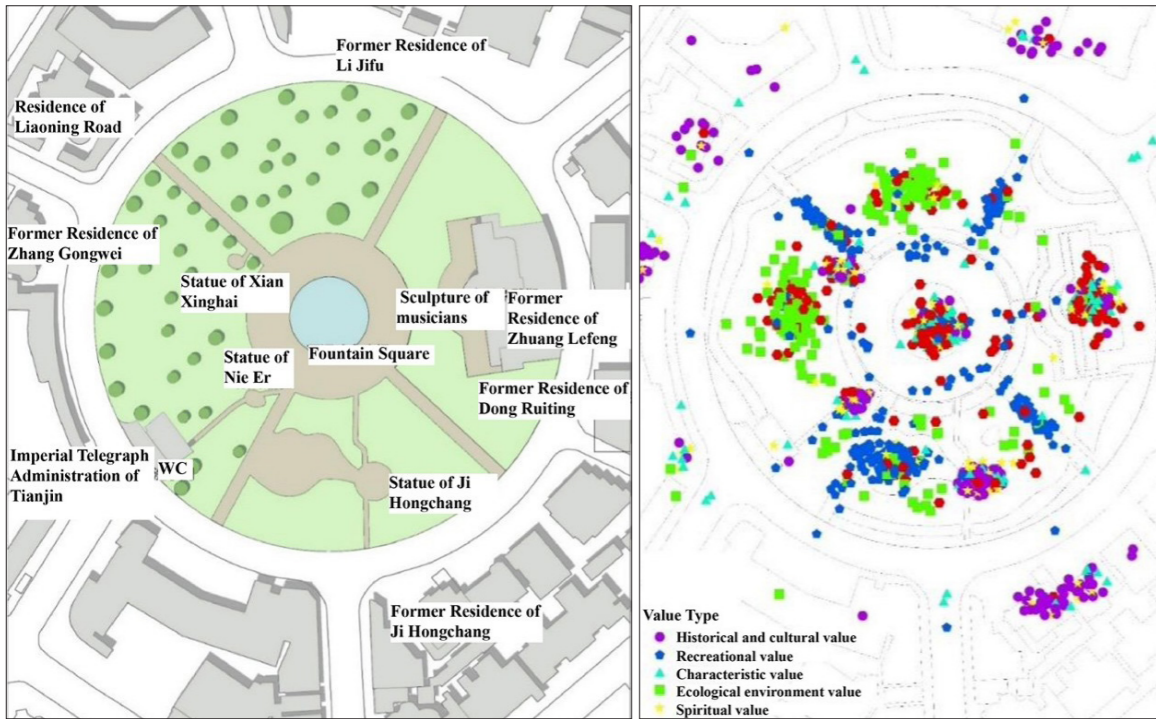 Former Residence of
Li Jifu
Residence of
Liaoning Road
Former Residence of
Zhang Gongwei
Statue of Xian
Xinghai
Sculpture of
musicians
Former
Residence of
Zhuang Lefeng
Statue of
Nie Er
Fountain Square
Former Residence of
Dong Ruiting
Imperial Telegraph
Administration of
Tianjin
WC
Statue of Ji
Hongchang
Former Residence of
Ji Hongchang
Value Type
Historical and cultural value
Recreational value
Characteristic value
Ecological environment value
Spiritual value